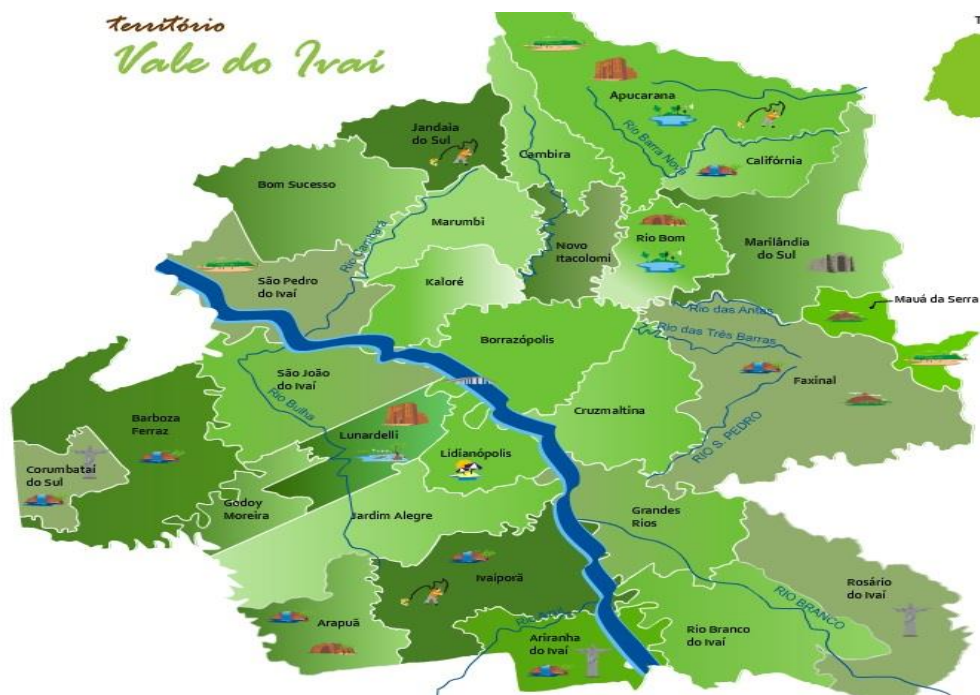 território
Vale do Ivaí
T
Apucarana
Rio Barra Nova
Jandaia
do Sul
Cambira
Califórnia
Bom Sucesso
Marumbi
Rio Cambará
Novo
Itacolomi
Rio Bom
Marilândia
do Sul
São Pedro
do Ivaí
Kaloré
Mauá da Serra
Rio das Antas
Rio das Três Barras
Borrazópolis
São João
do Ivaí
Faxinal
Rio Bulha
Cruzmaltina
Barboza
Ferraz
Lunardelli
RIO S. PEDRO
Lidianópolis
Corumbataí
do Sul
Godoy
Moreira
Jardim Alegre
Grandes
Rios
Ivaiporã
Rosário
do Ivaí
RIO BRANCO
Arapuã
Ariranha
do Ivaí
Rio Branco
do Ivaí